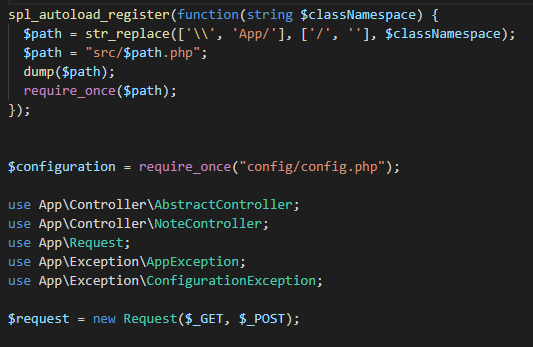 spl_autoload_register(function(string $classNamespace) {
  $path = str_replace(['\\', 'App/'], ['/', ''], $classNamespace);
  $path = "src/$path.php";
  dump($path);
  require_once($path);
});
$configuration = require_once("config/config.php");
use App\Controller\AbstractController;
use App\Controller\NoteController;
use App\Request;
use App\Exception\AppException;
use App\Exception\ConfigurationException;
$request = new Request($_GET, $_POST);